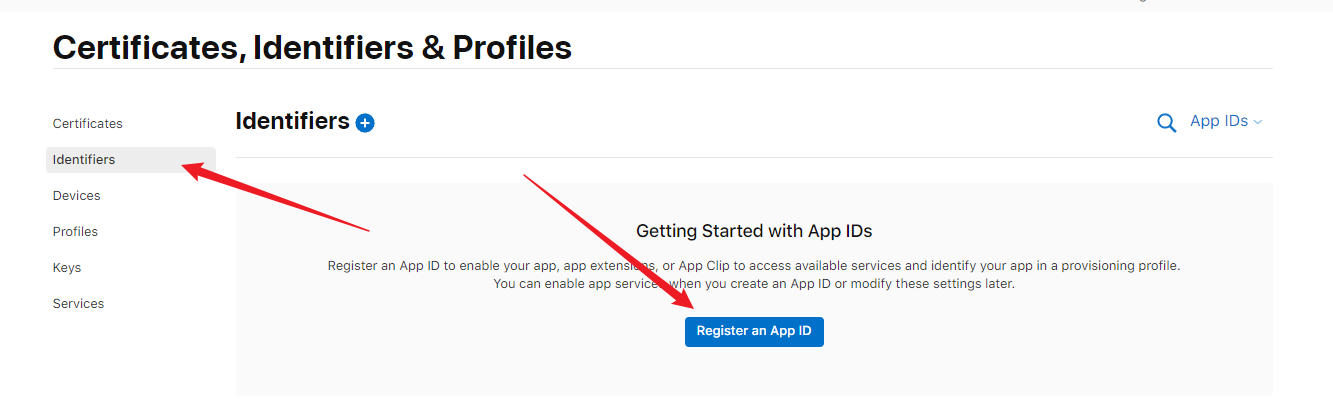 Certificates, Identifiers & Profiles
Certificates
Identifiers
Devices
Profiles
Keys
Services
Identifiers
App IDs
Getting Started with App IDs
Register an App ID to enable your app, app extensions, or App Clip to access available services and identify your app in a provisioning profile.
You can enable app services when you create an App ID or modify these settings later.
Register an App ID